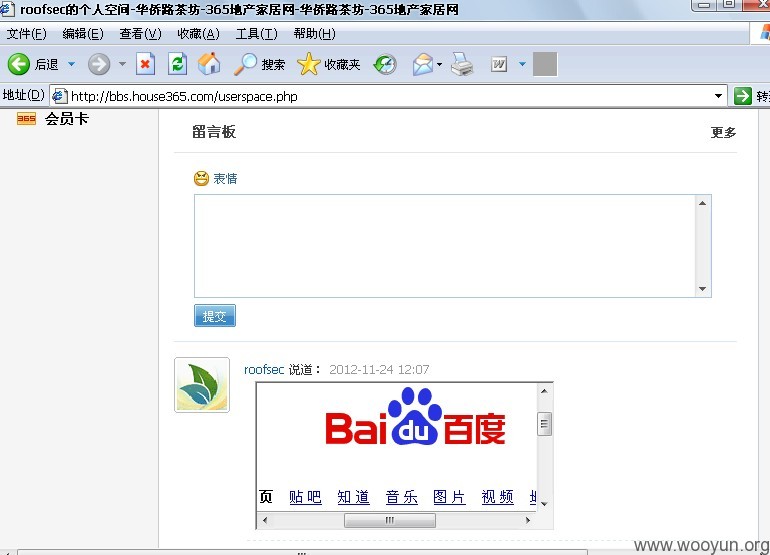 roofsec的个人空间-华侨路茶坊-365地产家居网-华侨路茶坊-365地产家居网
文件(F) 编辑(E) 查看(V) 收藏(A) 工具(T) 帮助(H)
后退 搜索 收藏夹 W
地址(D) http://bbs.house365.com/userspace.php
365 会员卡
留言板 更多
表情
提交
roofsec 说道： 2012-11-24 12:07
Bai du 百度
页 贴吧 知道 音乐 图片 视频
www.wooyun.org